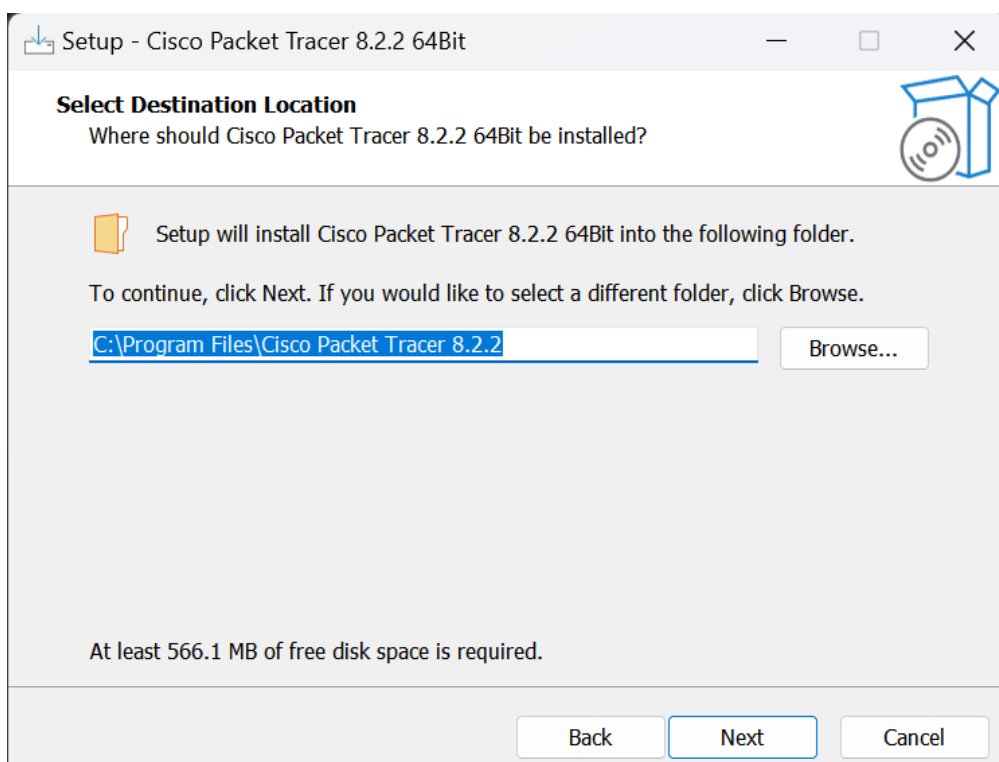 Setup - Cisco Packet Tracer 8.2.2 64Bit
Select Destination Location
Where should Cisco Packet Tracer 8.2.2 64Bit be installed?
Setup will install Cisco Packet Tracer 8.2.2 64Bit into the following folder.
To continue, click Next. If you would like to select a different folder, click Browse.
C:\Program Files\Cisco Packet Tracer 8.2.2
Browse...
At least 566.1 MB of free disk space is required.
Back
Next
Cancel